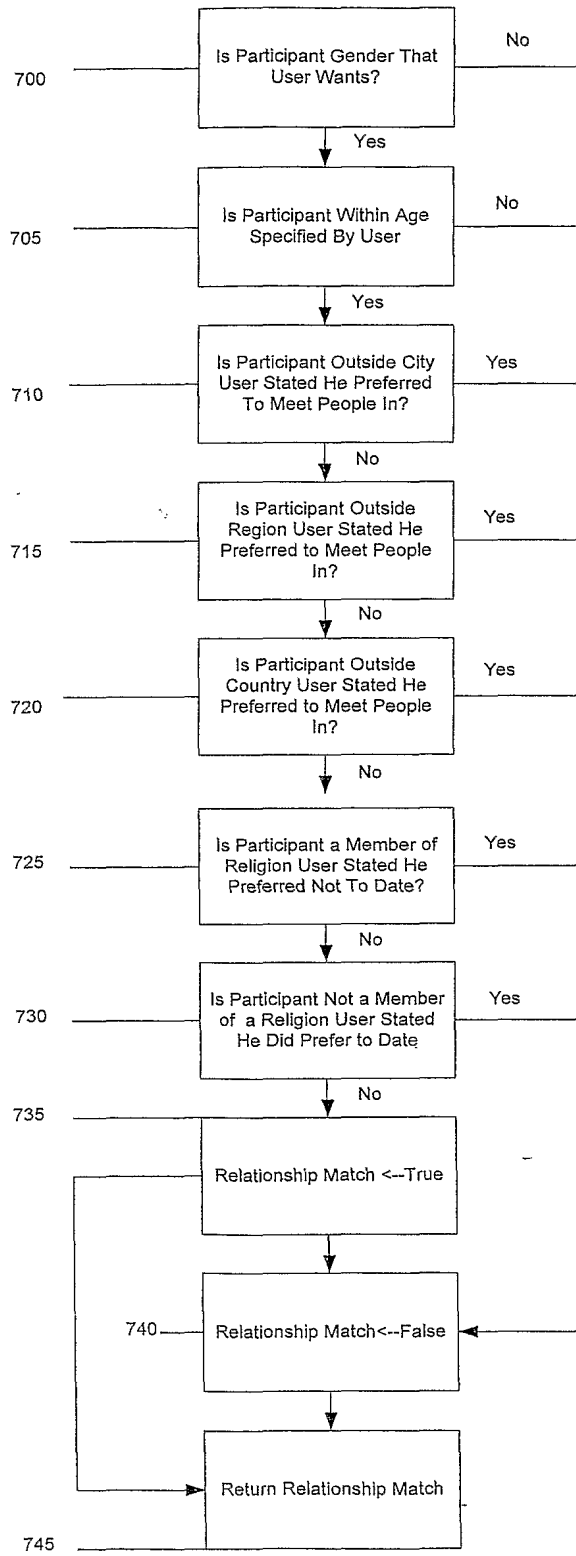 Is Participant Gender That
User Wants?
No
700
Yes
Is Participant Within Age
Specified By User
No
705
Yes
Is Participant Outside City
User Stated He Preferred
To Meet People In?
Yes
710
No
Is Participant Outside
Region User Stated He
Preferred to Meet People
In?
Yes
715
No
Is Participant Outside
Country User Stated He
Preferred to Meet People
In?
Yes
720
No
Is Participant a Member of
Religion User Stated He
Preferred Not To Date?
Yes
725
No
Is Participant Not a Member
of a Religion User Stated
He Did Prefer to Date
Yes
730
No
735
Relationship Match <--True
740
Relationship Match<--False
Return Relationship Match
745